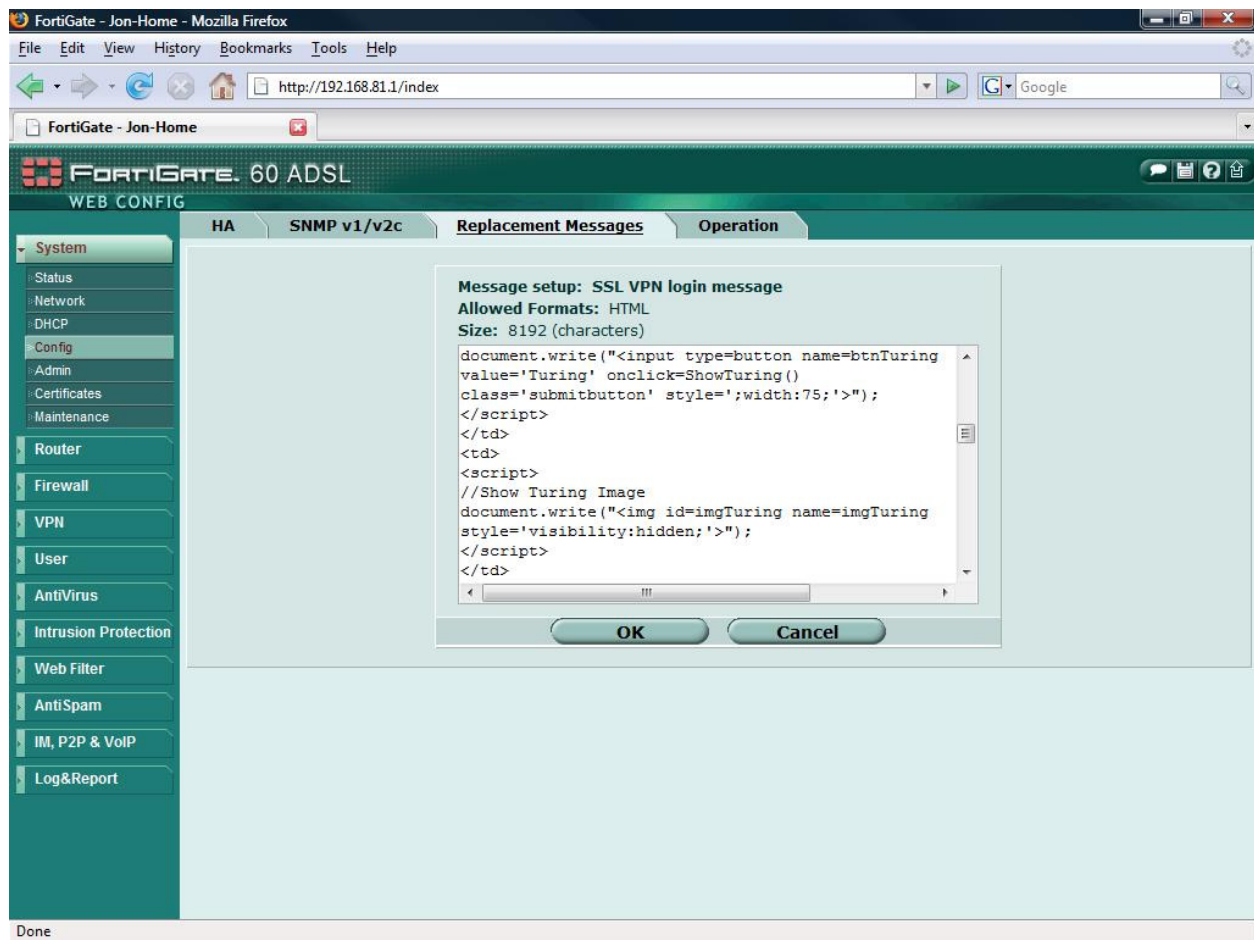 FortiGate - Jon-Home - Mozilla Firefox
File Edit View History Bookmarks Tools Help
http://192.168.81.1/index
G Google
FortiGate - Jon-Home
FORTIGATE. 60 ADSL
WEB CONFIG
HA SNMP v1/v2c Replacement Messages Operation
System
Status
Network
DHCP
Config
Admin
Certificates
Maintenance
Router
Firewall
VPN
User
AntiVirus
Intrusion Protection
Web Filter
AntiSpam
IM, P2P & VoIP
Log&Report
Message setup: SSL VPN login message
Allowed Formats: HTML
Size: 8192 (characters)
document.write("<input type=button name=btnTuring
value='Turing' onclick=ShowTuring()
class='submitbutton' style=';width:75;'>");
</script>
</td>
<td>
<script>
//Show Turing Image
document.write("<img id=imgTuring name=imgTuring
style='visibility:hidden;'>");
</script>
</td>
OK Cancel
Done